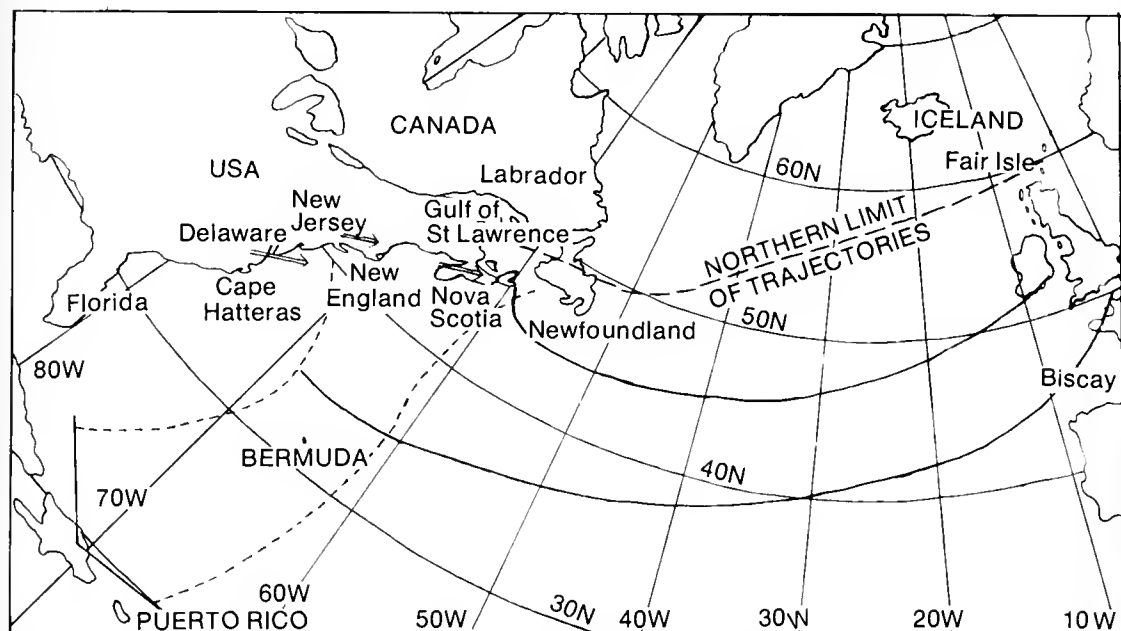 CANADA
ICELAND
USA
Labrador
60N
Fair Isle
New
Jersey
Gulf of
St Lawrence
Delaware
NORTHERN LIMIT
OF TRAJECTORIES
Cape
Hatteras
New
England
Nova
Scotia
Florida
Newfoundland
50N
80W
Biscay
BERMUDA
40N
70W
60W
PUERTO RICO
50W
30N
40W
30W
20W
10W